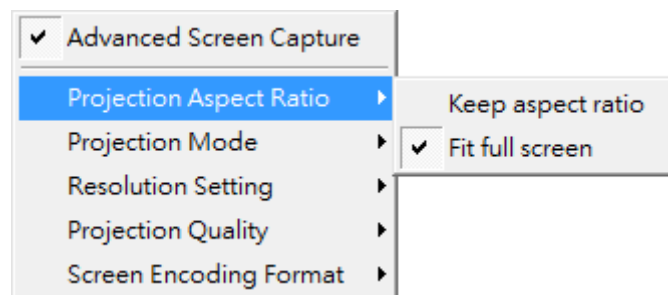 Advanced Screen Capture
Projection Aspect Ratio
Keep aspect ratio
Projection Mode
Fit full screen
Resolution Setting
Projection Quality
Screen Encoding Format